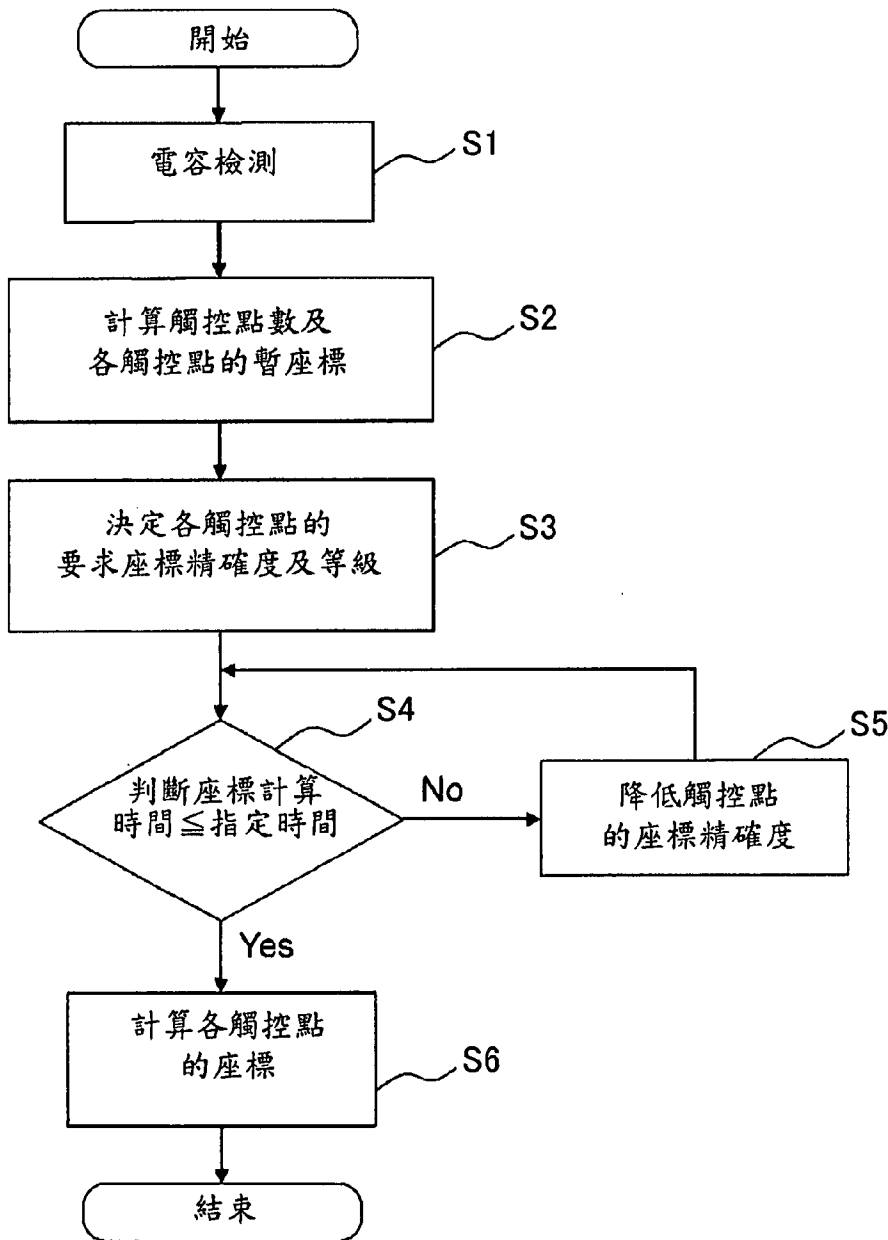 開始
電容檢測
S1
計算觸控點數及
各觸控點的暫座標
S2
決定各觸控點的
要求座標精確度及等級
S3
S4
判斷座標計算
時間≦指定時間
No
S5
降低觸控點
的座標精確度
Yes
計算各觸控點
的座標
S6
結束